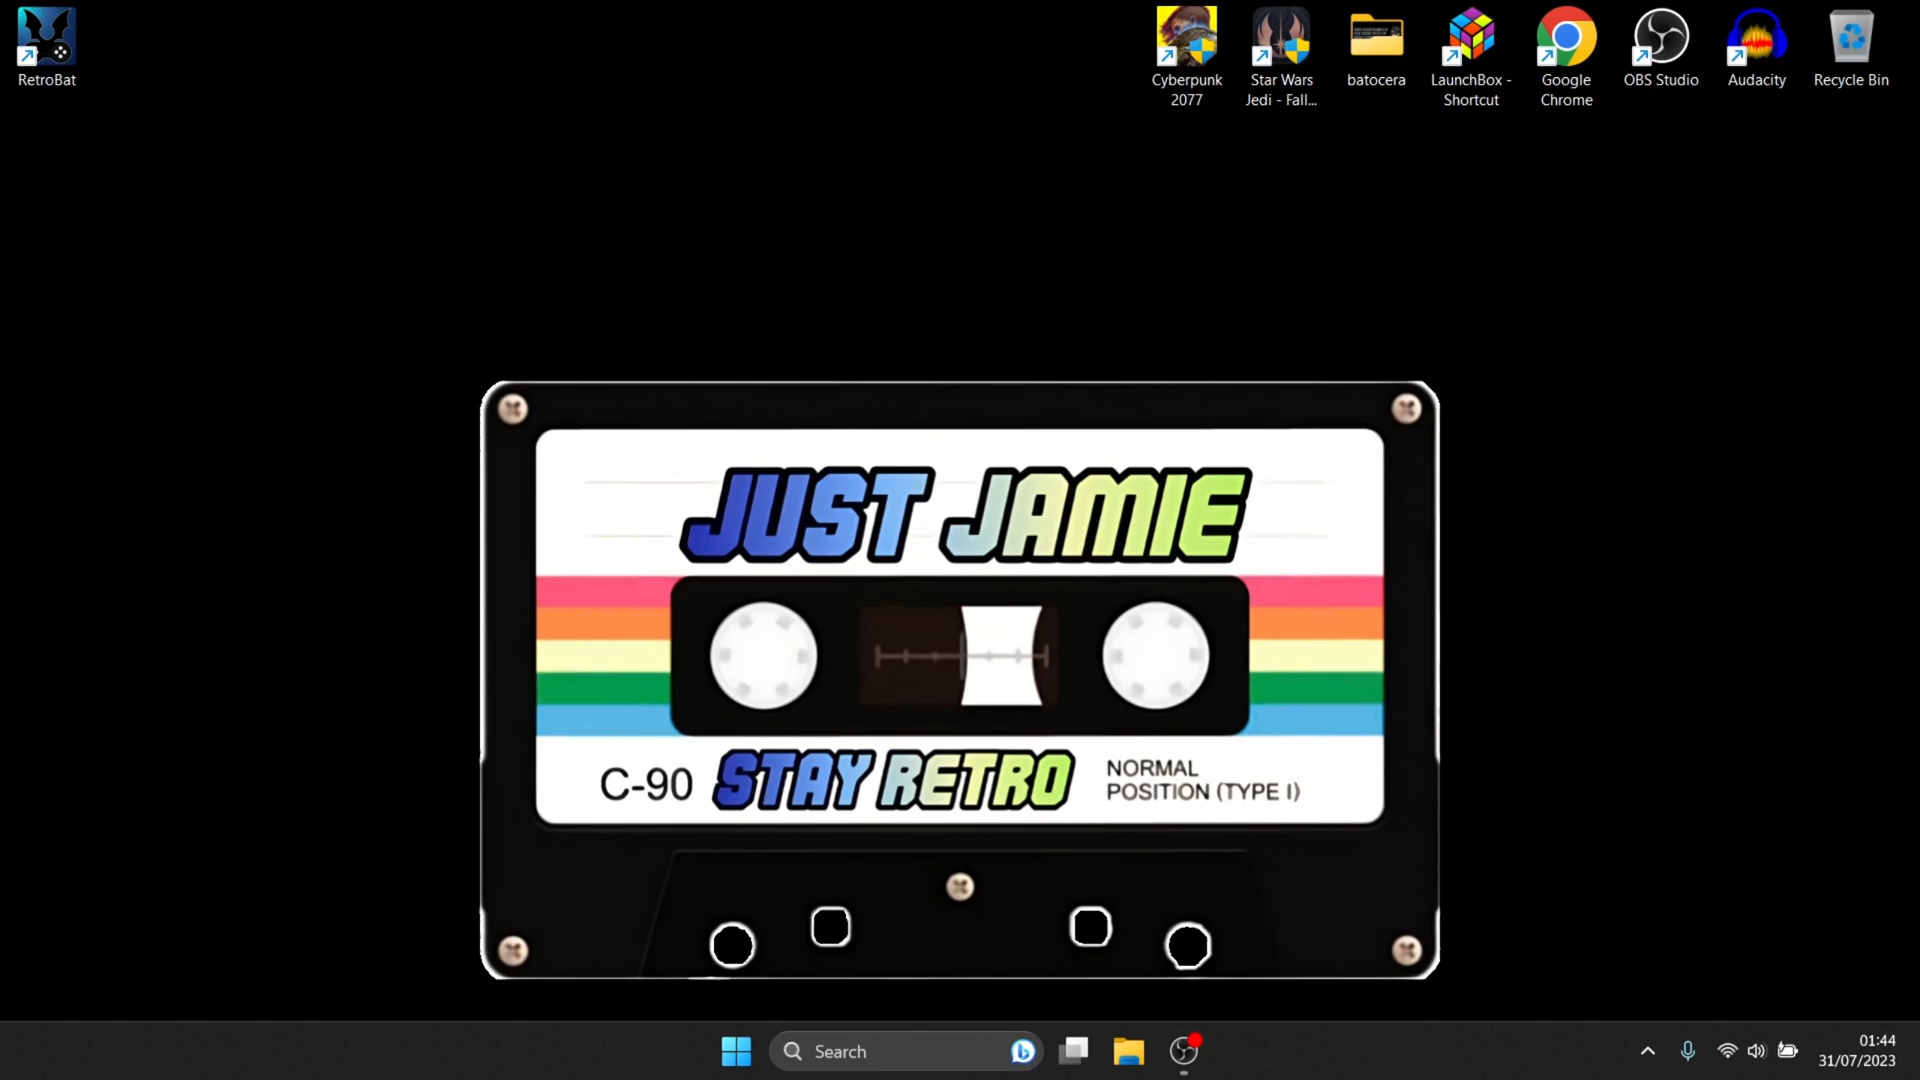 RetroBat
Cyberpunk
2077
Star Wars
Jedi - Fall...
batocera
LaunchBox -
Shortcut
Google
Chrome
OBS Studio
Audacity
Recycle Bin
JUST JAMIE
C-90
STAY RETRO
NORMAL
POSITION (TYPE I)
Search
01:44
31/07/2023